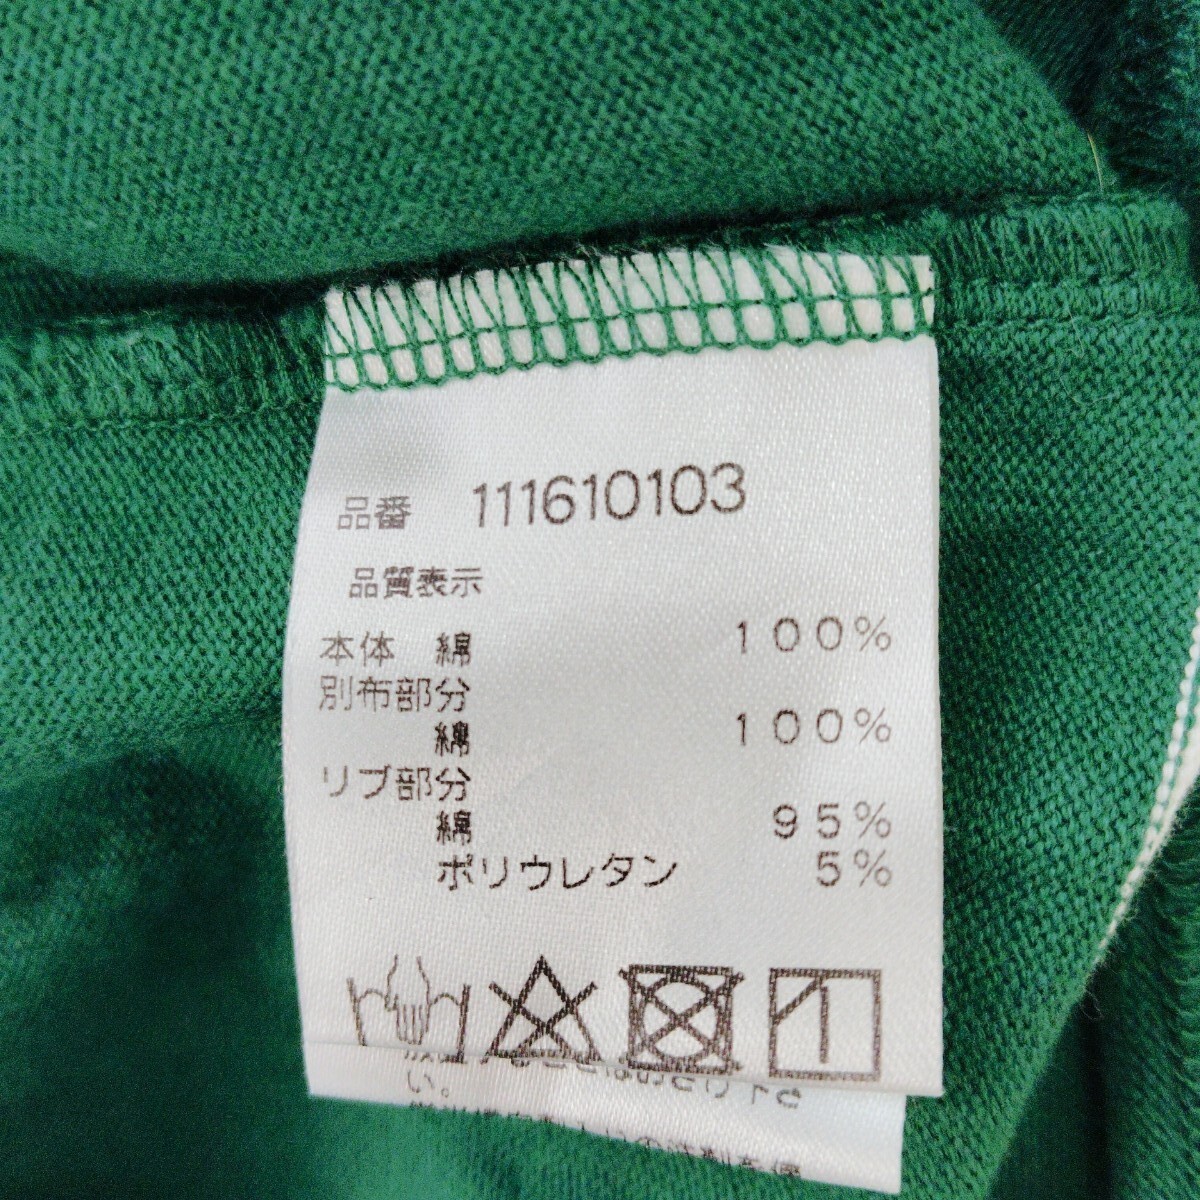 品番 111610103
品質表示
本体 綿 100%
別布部分
綿 100%
リブ部分
綿 95%
ポリウレタン 5%
い。